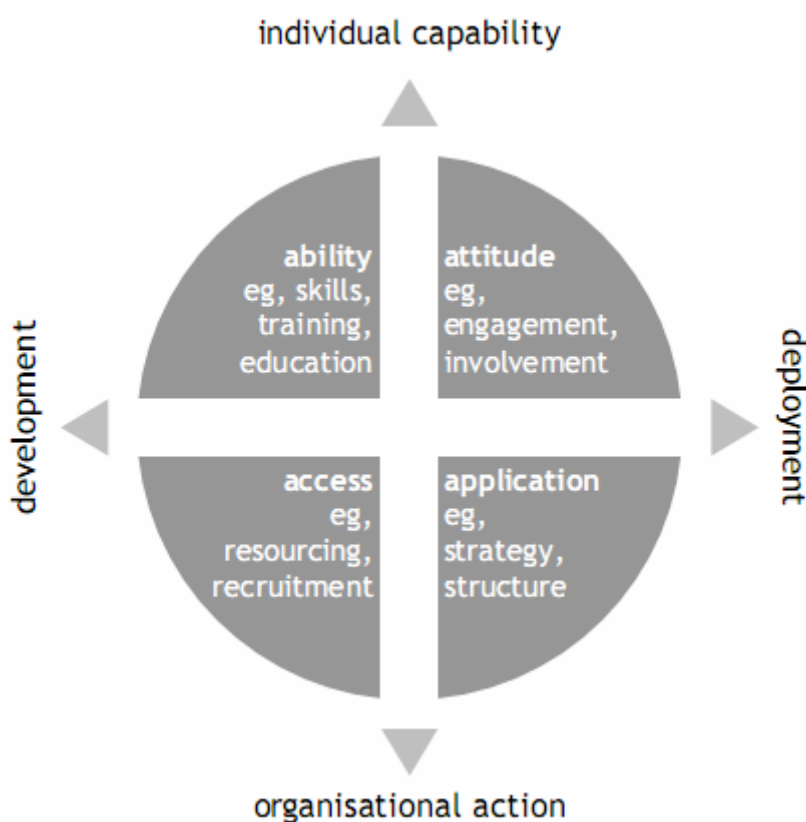 individual capability
ability
eg, skills,
training,
education
attitude
eg,
engagement,
involvement
development
deployment
access
eg,
resourcing,
recruitment
application
eg,
strategy,
structure
organisational action